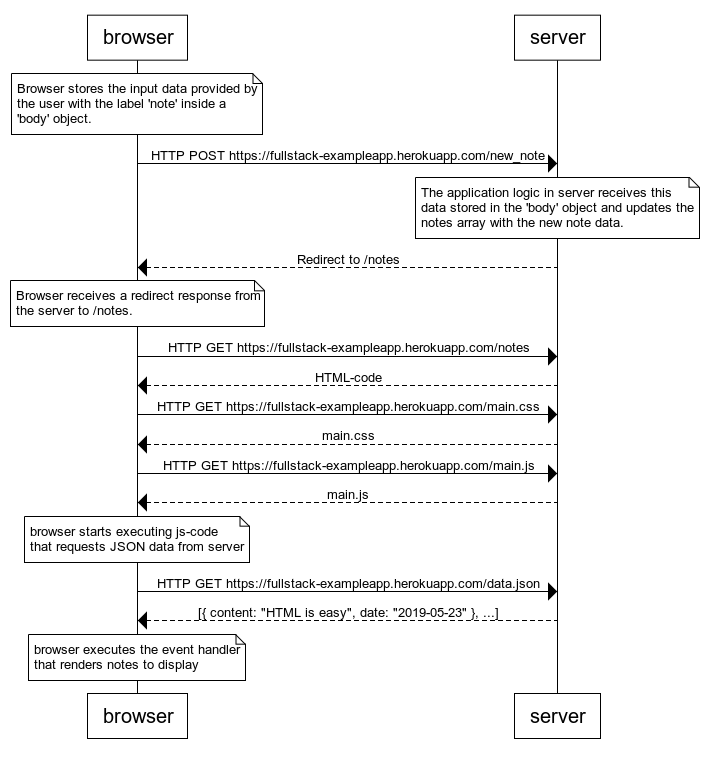 browser
server
Browser stores the input data provided by
the user with the label 'note' inside a
'body' object.
HTTP POST https://fullstack-exampleapp.herokuapp.com/new_note
The application logic in server receives this
data stored in the 'body' object and updates the
notes array with the new note data.
Redirect to /notes
Browser receives a redirect response from
the server to /notes.
HTTP GET https://fullstack-exampleapp.herokuapp.com/notes
HTML-code
HTTP GET https://fullstack-exampleapp.herokuapp.com/main.css
main.css
HTTP GET https://fullstack-exampleapp.herokuapp.com/main.js
main.js
browser starts executing js-code
that requests JSON data from server
HTTP GET https://fullstack-exampleapp.herokuapp.com/data.json
[{ content: "HTML is easy", date: "2019-05-23" }, ...]
browser executes the event handler
that renders notes to display
browser
server